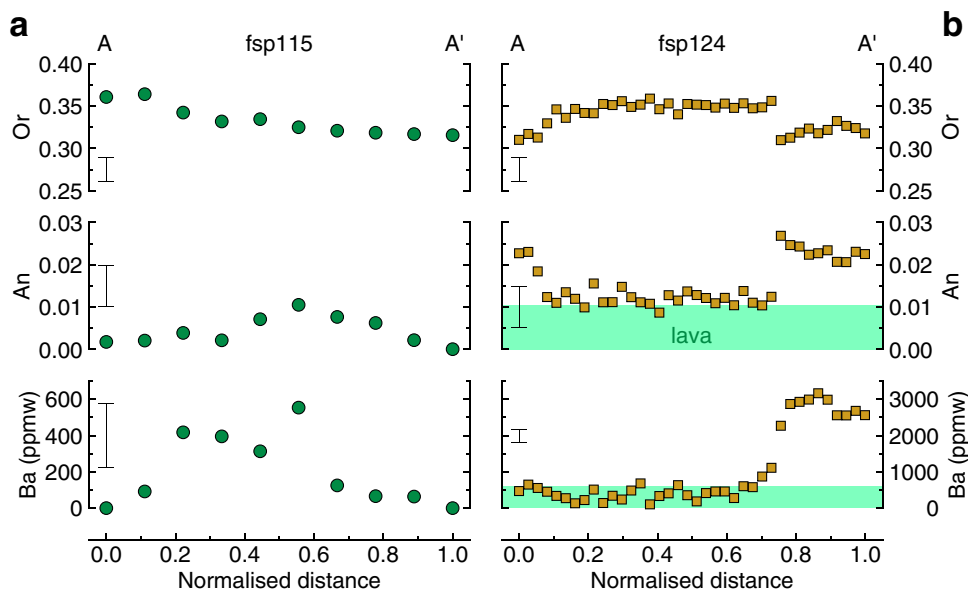 a
A fsp115 A'
A fsp124 A'
b
0.40
0.35
0.30
0.25
Or
0.40
0.35
0.30
0.25
Or
0.03
0.02
0.01
0.00
An
0.03
0.02
0.01
0.00
An
lava
600
400
200
0
Ba (ppmw)
3000
2000
1000
0
Ba (ppmw)
0.0 0.2 0.4 0.6 0.8 1.0
Normalised distance
0.0 0.2 0.4 0.6 0.8 1.0
Normalised distance